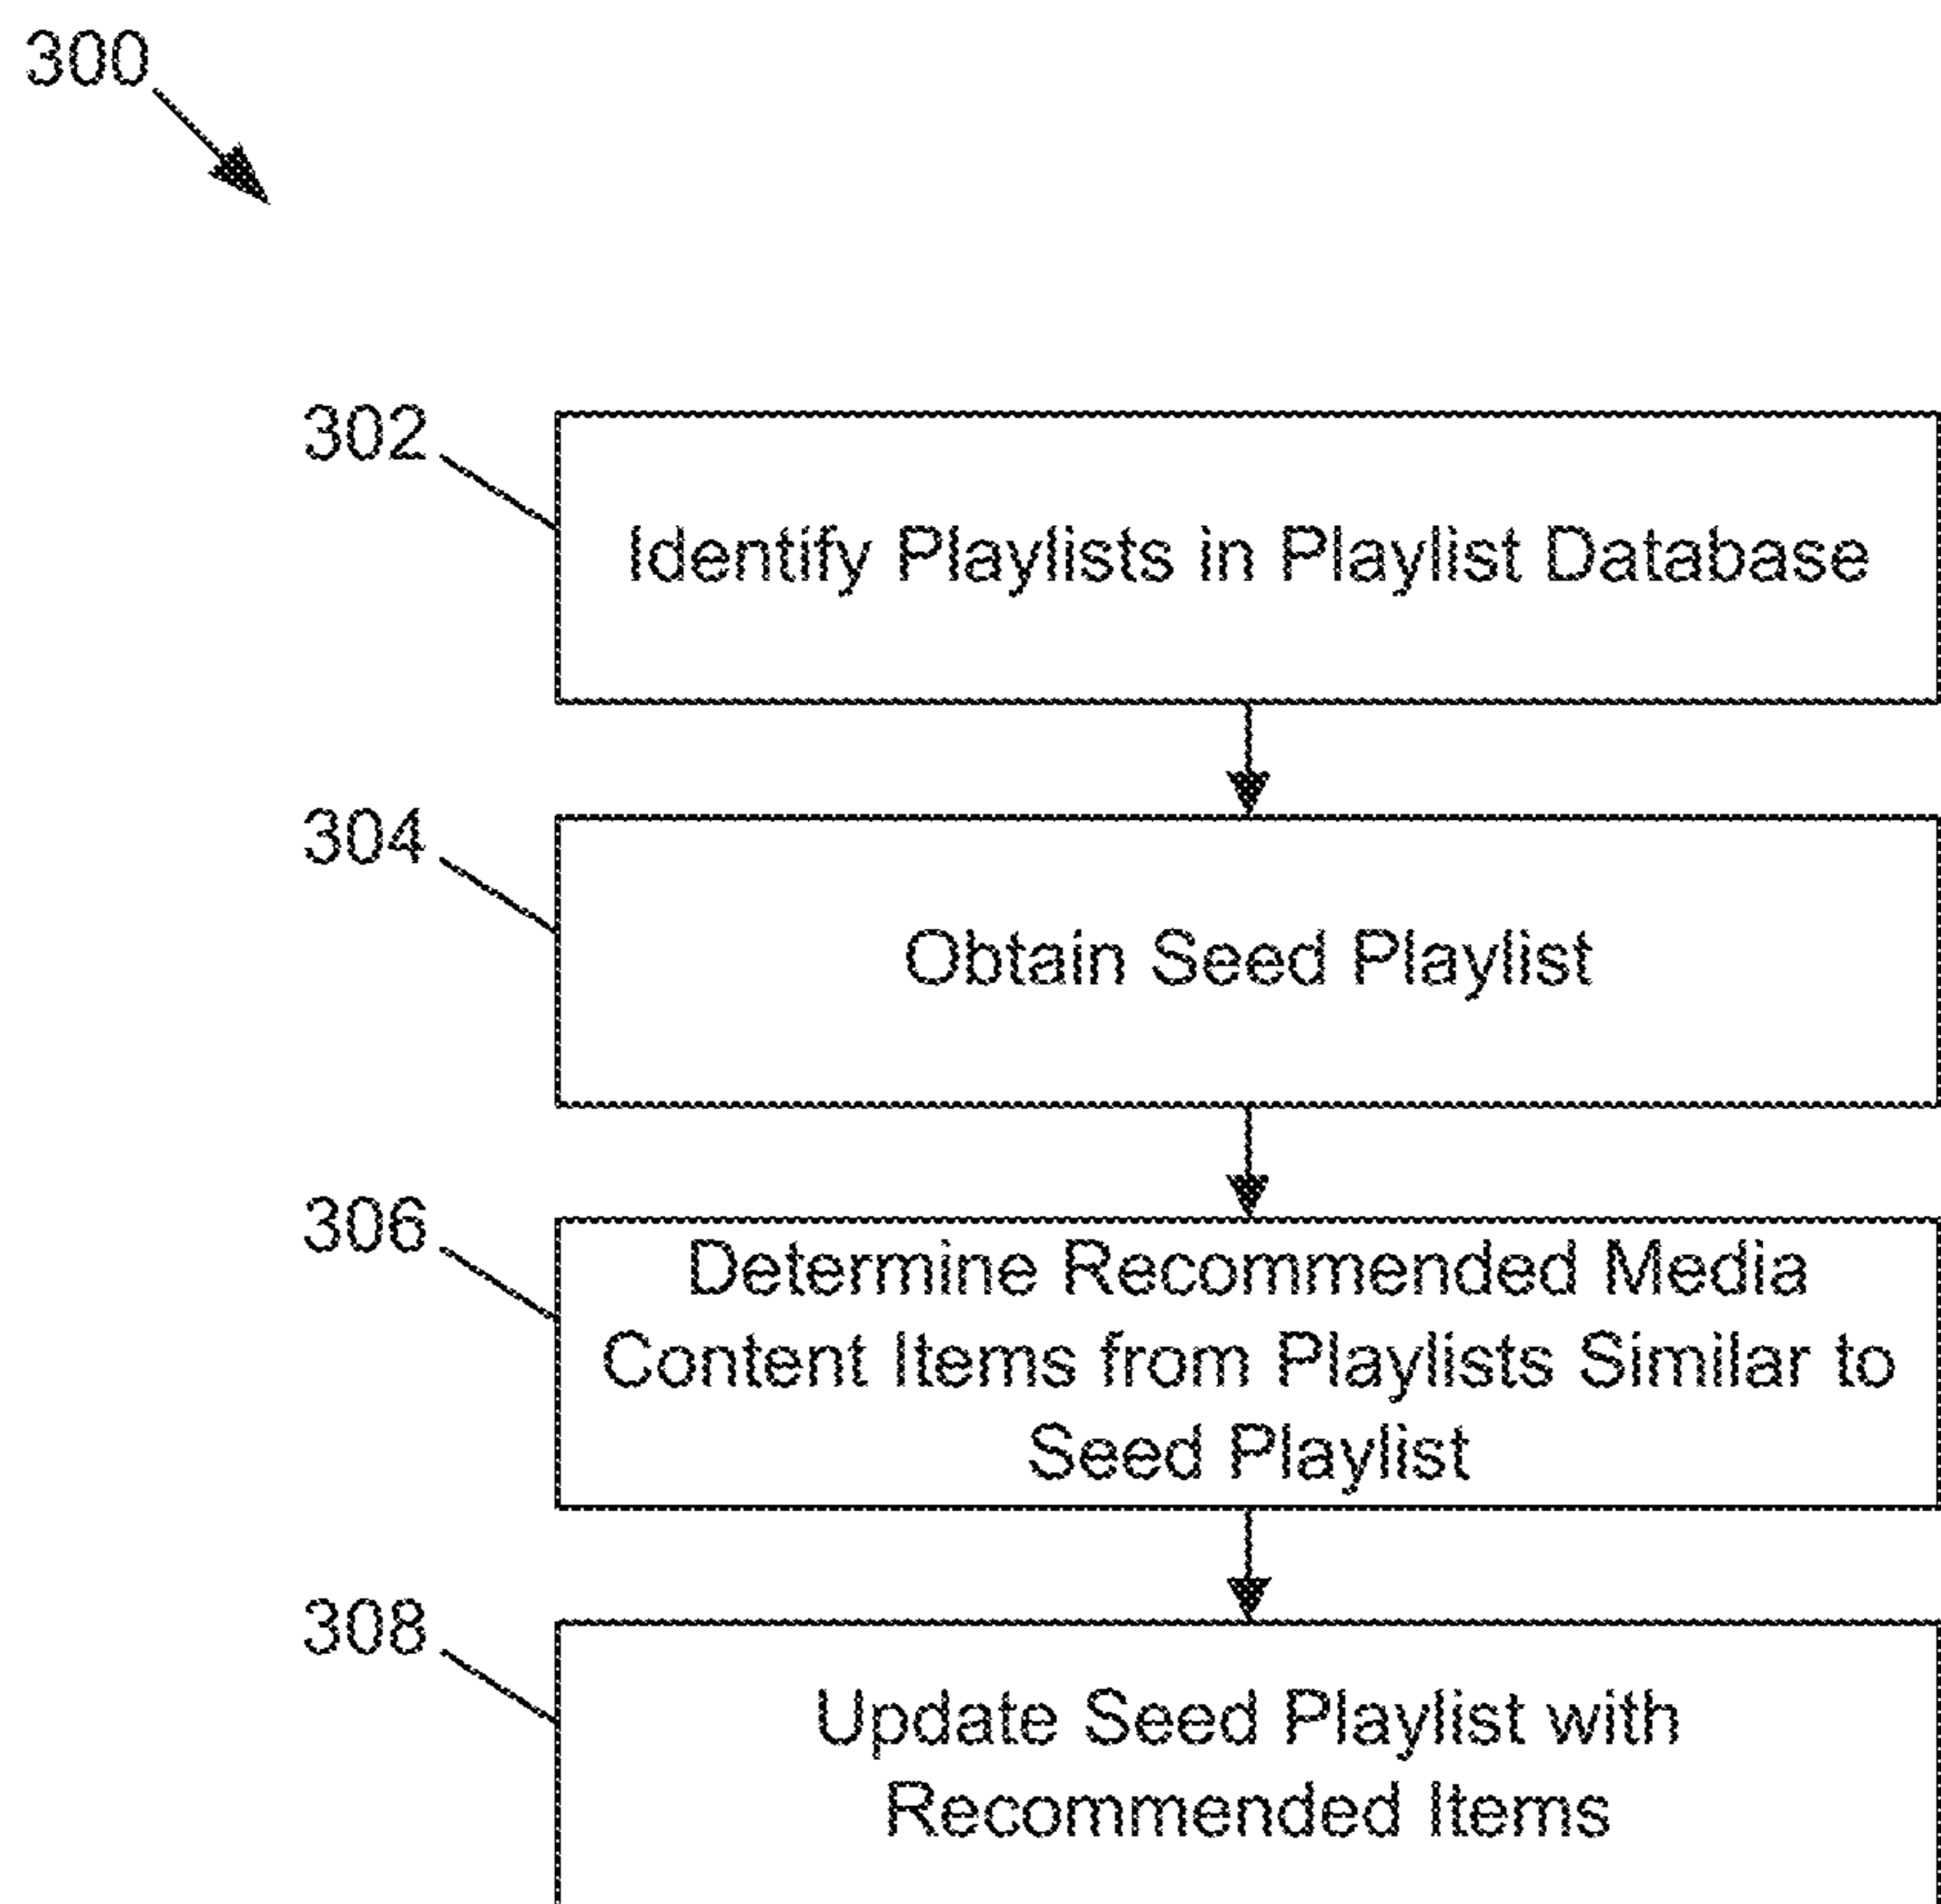 300
302
Identify Playlists in Playlist Database
304
Obtain Seed Playlist
306
Determine Recommended Media
Content Items from Playlists Similar to
Seed Playlist
308
Update Seed Playlist with
Recommended Items